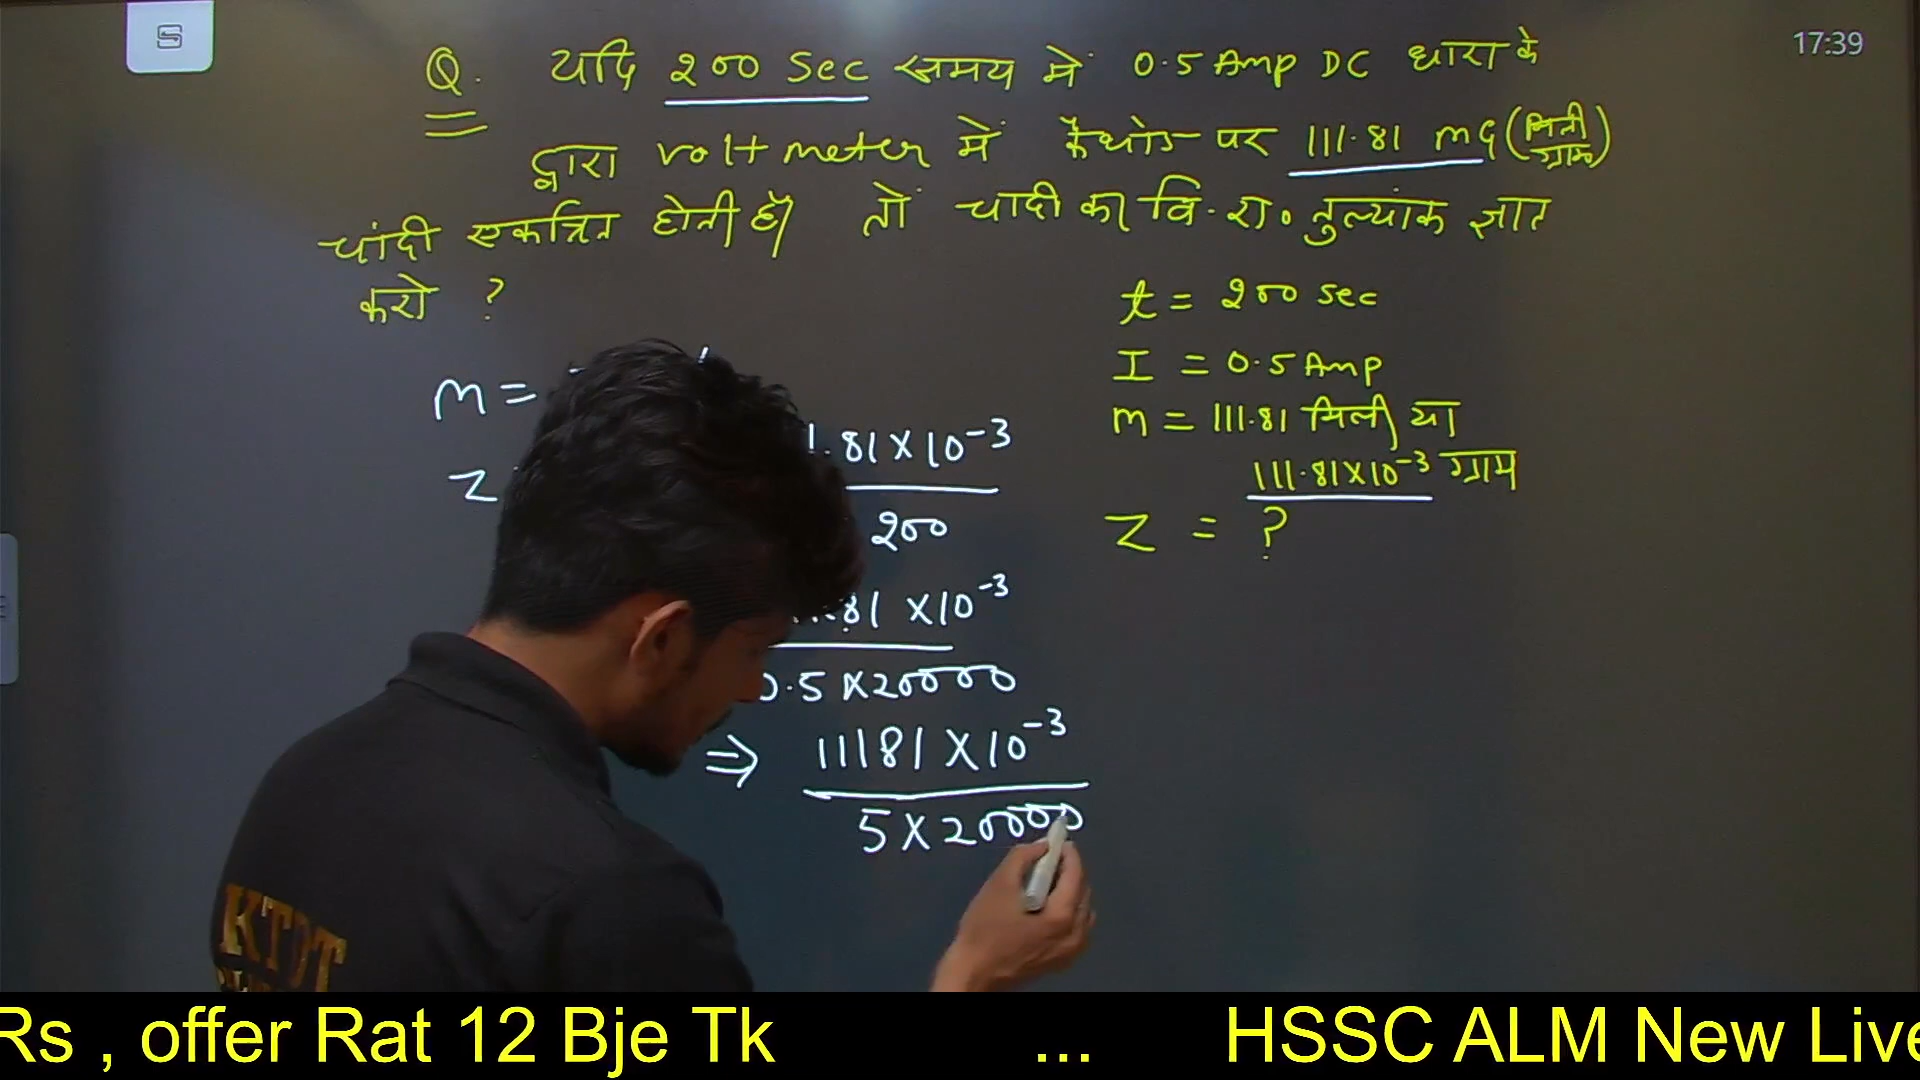 17:39
Q. यदि 200 Sec समय में 0.5 Amp DC धारा के
द्वारा voltmeter में कैथोड पर 111.81 mg (मिली ग्राम)
चांदी एकत्रित होती है। तो चादी का वि.रा. तुल्यांक ज्ञात
करो ?
t = 200 sec
I = 0.5 Amp
m = 111.81 मिली या
111.81×10⁻³ ग्राम
Z = ?
m =
Z
.81×10⁻³
200
81 ×10⁻³
0.5 ×20000
⇒ 11181 ×10⁻³
5×20000
KTDT
Rs , offer Rat 12 Bje Tk ... HSSC ALM New Live